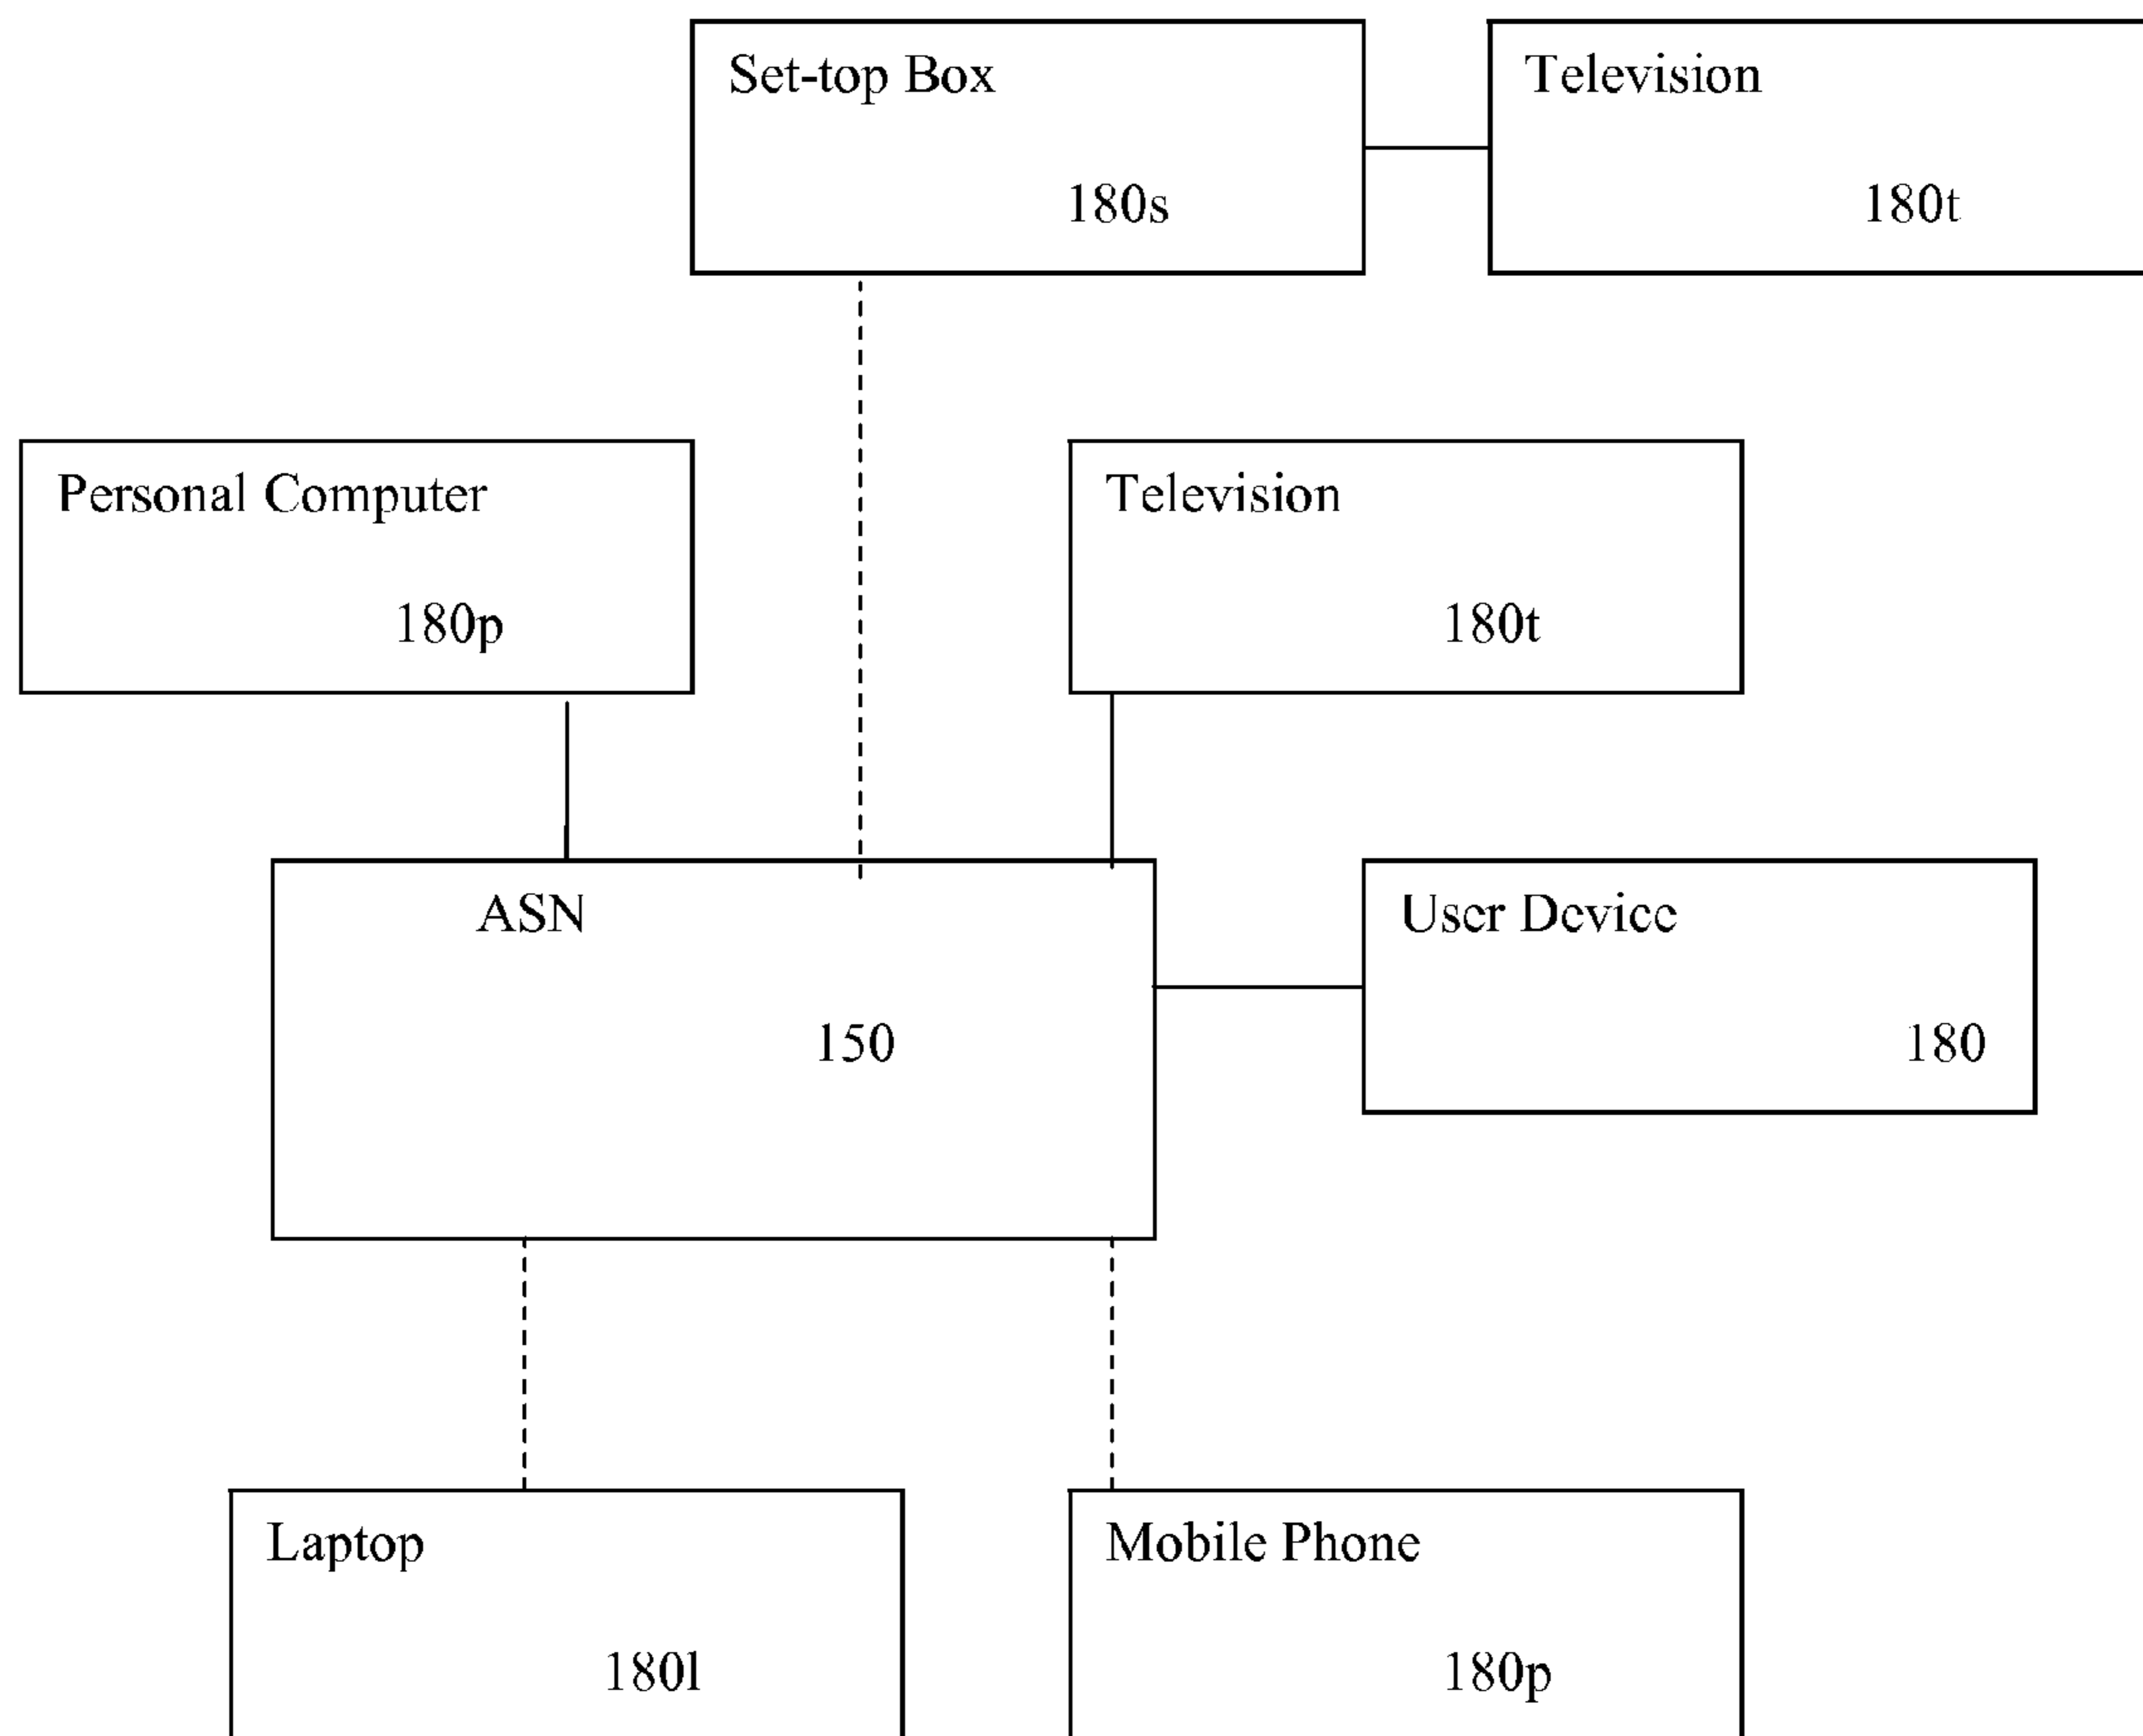 Set-top Box
180s
Television
180t
Personal Computer
180p
Television
180t
ASN
150
User Device
180
Laptop
180l
Mobile Phone
180p